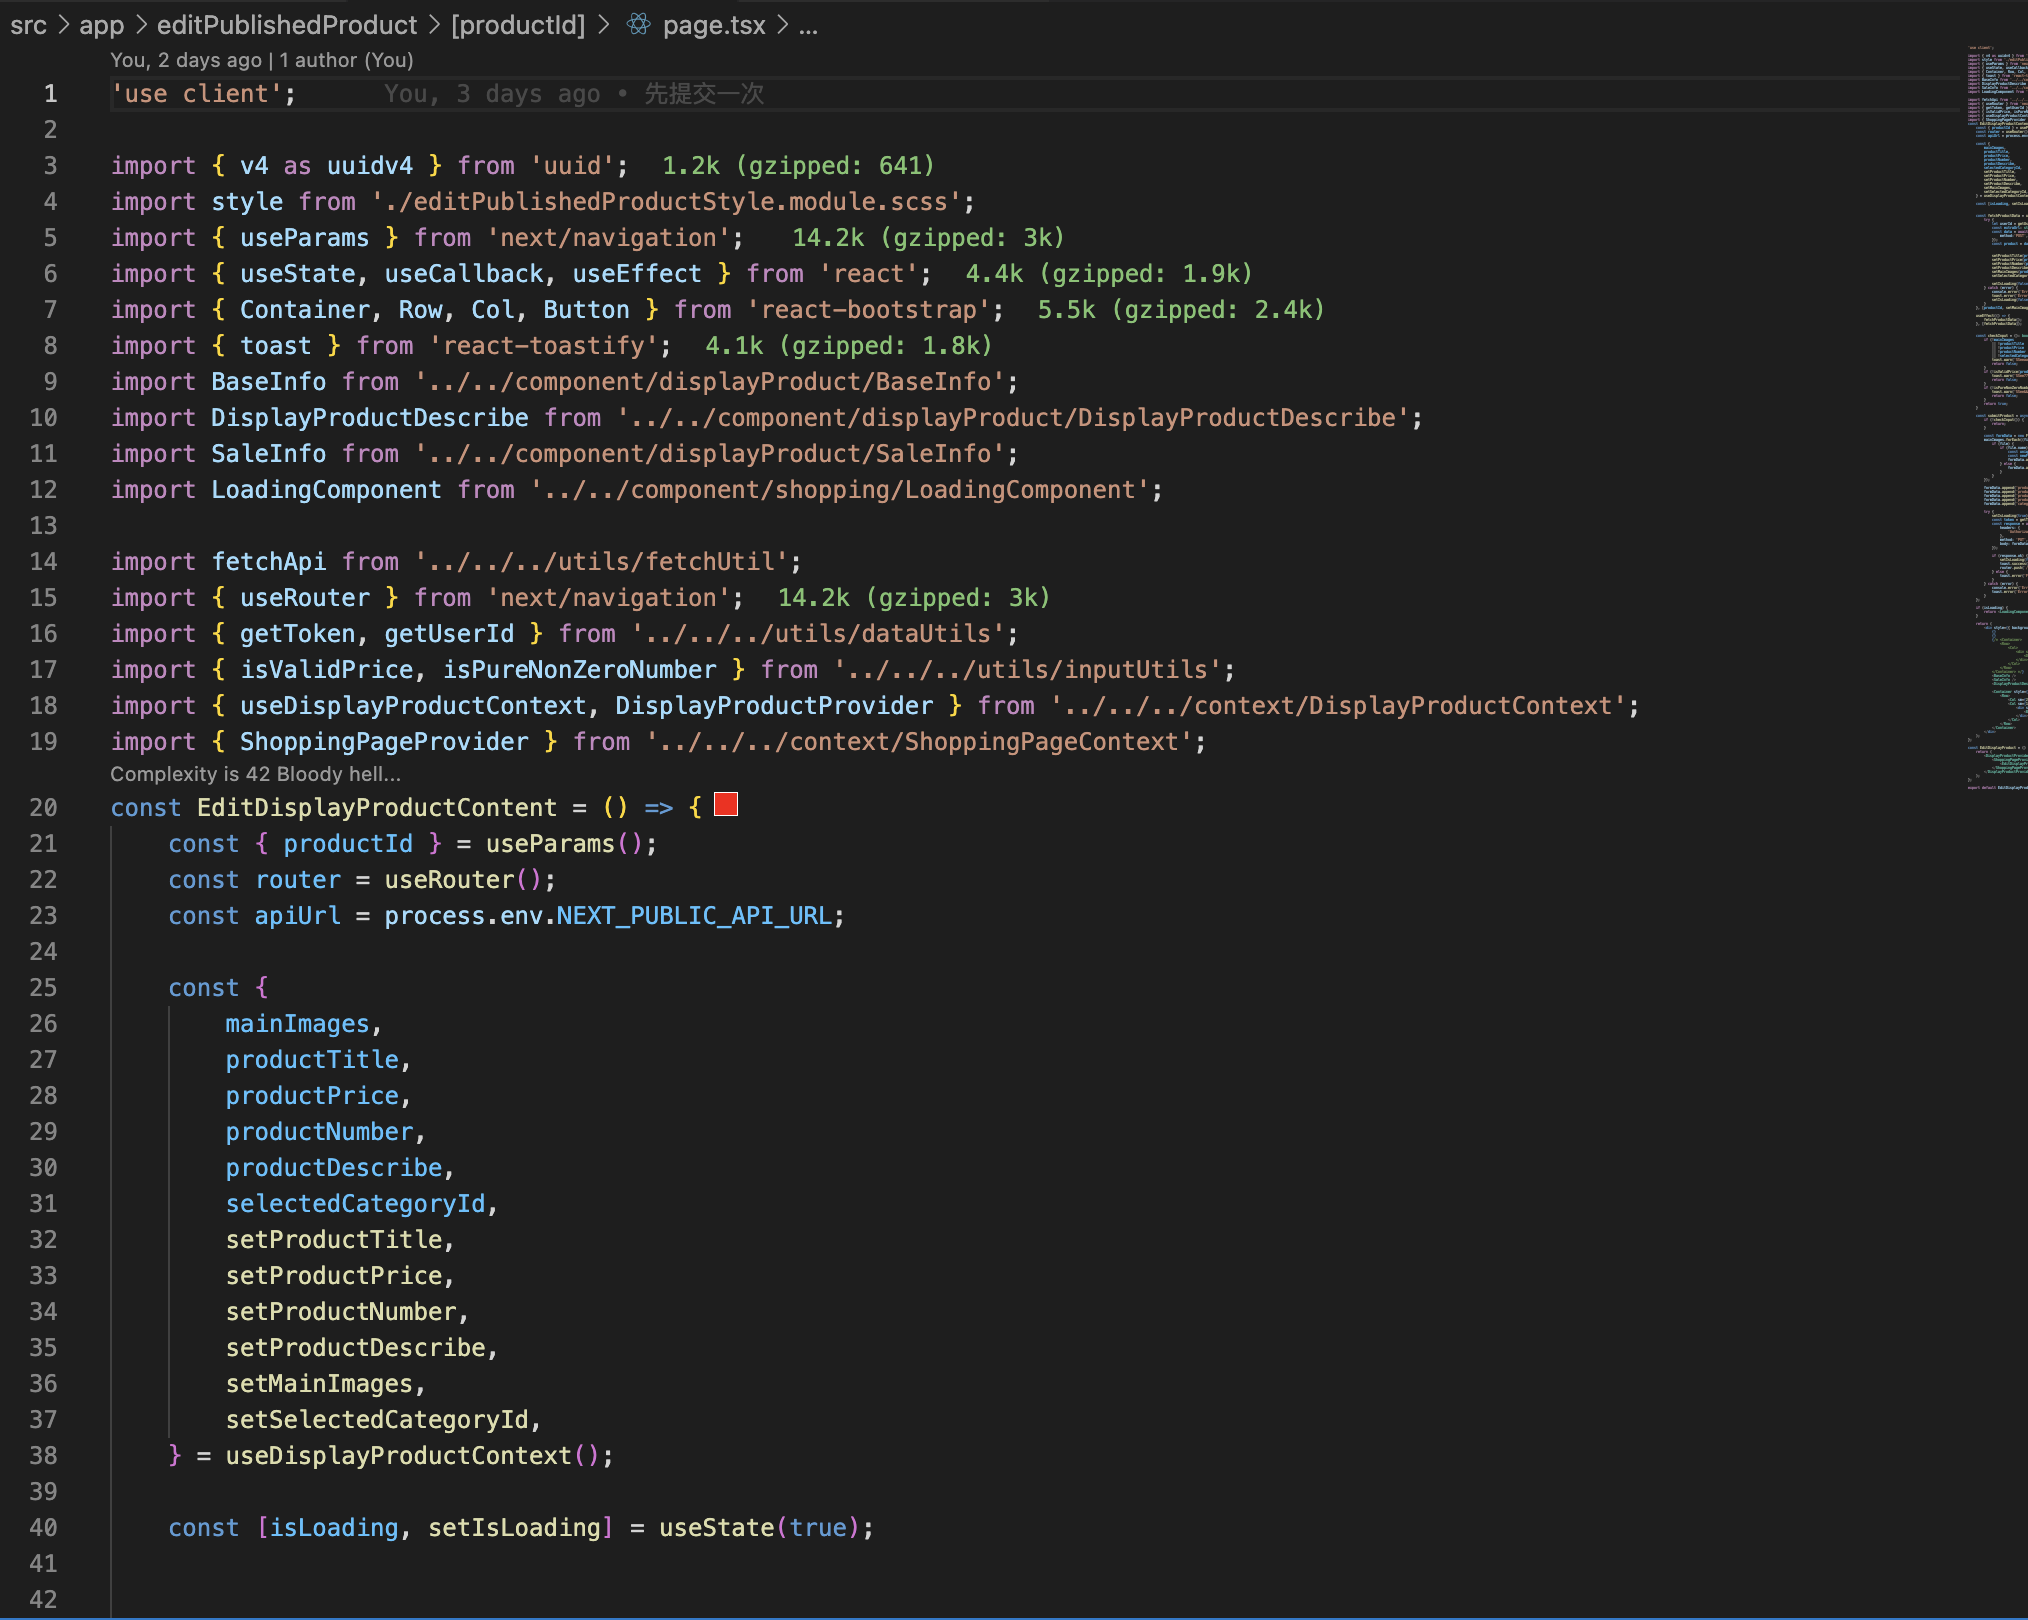 src > app > editPublishedProduct > [productId] > page.tsx > ...
You, 2 days ago | 1 author (You)
1 'use client'; You, 3 days ago • 先提交一次
2
3 import { v4 as uuidv4 } from 'uuid'; 1.2k (gzipped: 641)
4 import style from './editPublishedProductStyle.module.scss';
5 import { useParams } from 'next/navigation'; 14.2k (gzipped: 3k)
6 import { useState, useCallback, useEffect } from 'react'; 4.4k (gzipped: 1.9k)
7 import { Container, Row, Col, Button } from 'react-bootstrap'; 5.5k (gzipped: 2.4k)
8 import { toast } from 'react-toastify'; 4.1k (gzipped: 1.8k)
9 import BaseInfo from '../../component/displayProduct/BaseInfo';
10 import DisplayProductDescribe from '../../component/displayProduct/DisplayProductDescribe';
11 import SaleInfo from '../../component/displayProduct/SaleInfo';
12 import LoadingComponent from '../../component/shopping/LoadingComponent';
13
14 import fetchApi from '../../../utils/fetchUtil';
15 import { useRouter } from 'next/navigation'; 14.2k (gzipped: 3k)
16 import { getToken, getUserId } from '../../../utils/dataUtils';
17 import { isValidPrice, isPureNonZeroNumber } from '../../../utils/inputUtils';
18 import { useDisplayProductContext, DisplayProductProvider } from '../../../context/DisplayProductContext';
19 import { ShoppingPageProvider } from '../../../context/ShoppingPageContext';
Complexity is 42 Bloody hell...
20 const EditDisplayProductContent = () => {
21 const { productId } = useParams();
22 const router = useRouter();
23 const apiUrl = process.env.NEXT_PUBLIC_API_URL;
24
25 const {
26 mainImages,
27 productTitle,
28 productPrice,
29 productNumber,
30 productDescribe,
31 selectedCategoryId,
32 setProductTitle,
33 setProductPrice,
34 setProductNumber,
35 setProductDescribe,
36 setMainImages,
37 setSelectedCategoryId,
38 } = useDisplayProductContext();
39
40 const [isLoading, setIsLoading] = useState(true);
41
42